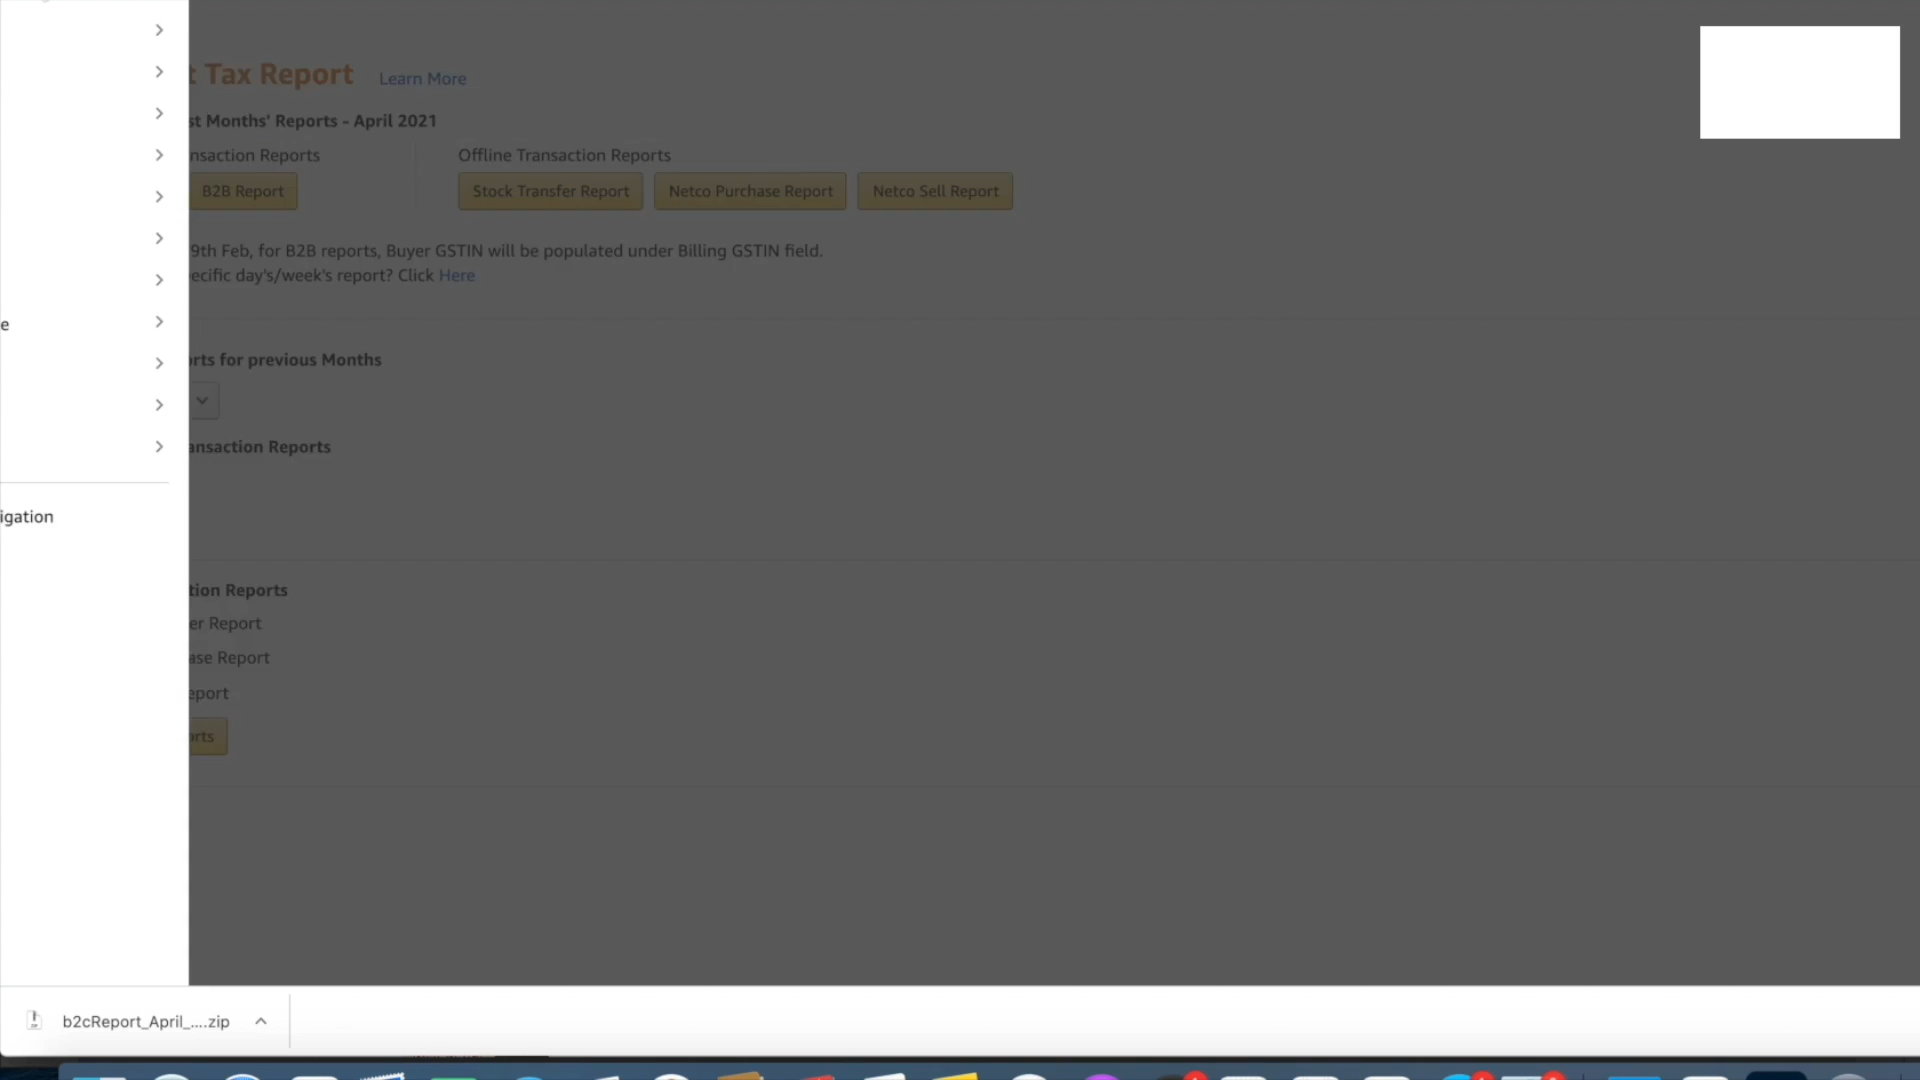 t Tax Report Learn More
st Months' Reports - April 2021
nsaction Reports Offline Transaction Reports
B2B Report Stock Transfer Report Netco Purchase Report Netco Sell Report
9th Feb, for B2B reports, Buyer GSTIN will be populated under Billing GSTIN field.
ecific day's/week's report? Click Here
e
orts for previous Months
ansaction Reports
igation
tion Reports
er Report
ase Report
eport
orts
b2cReport_April_....zip